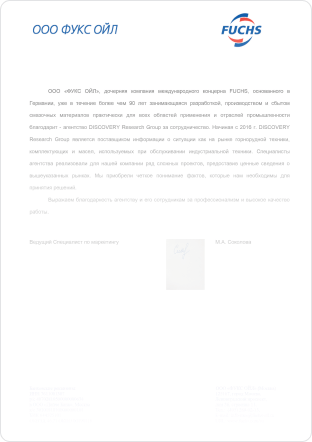 ООО ФУКС ОЙЛ
FUCHS
ООО «ФУКС ОЙЛ», дочерняя компания международного концерна FUCHS, основанного в
Германии, уже в течение более чем 90 лет занимающееся разработкой, производством и сбытом
смазочных материалов практически для всех областей применения и отраслей промышленности
благодарит - агентство DISCOVERY Research Group за сотрудничество. Начиная с 2016 г. DISCOVERY
Research Group является поставщиком информации о ситуации как на рынке горнорудной техники,
комплектующих и масел, используемых при обслуживании индустриальной техники. Специалисты
агентства реализовали для нашей компании ряд сложных проектов, предоставив ценные сведения о
вышеуказанных рынках. Мы приобрели четкое понимание фактов, которые нам необходимы для
принятия решений.
Выражаем благодарность агентству и его сотрудникам за профессионализм и высокое качество
работы.
Ведущий Специалист по маркетингу
М.А. Соколова